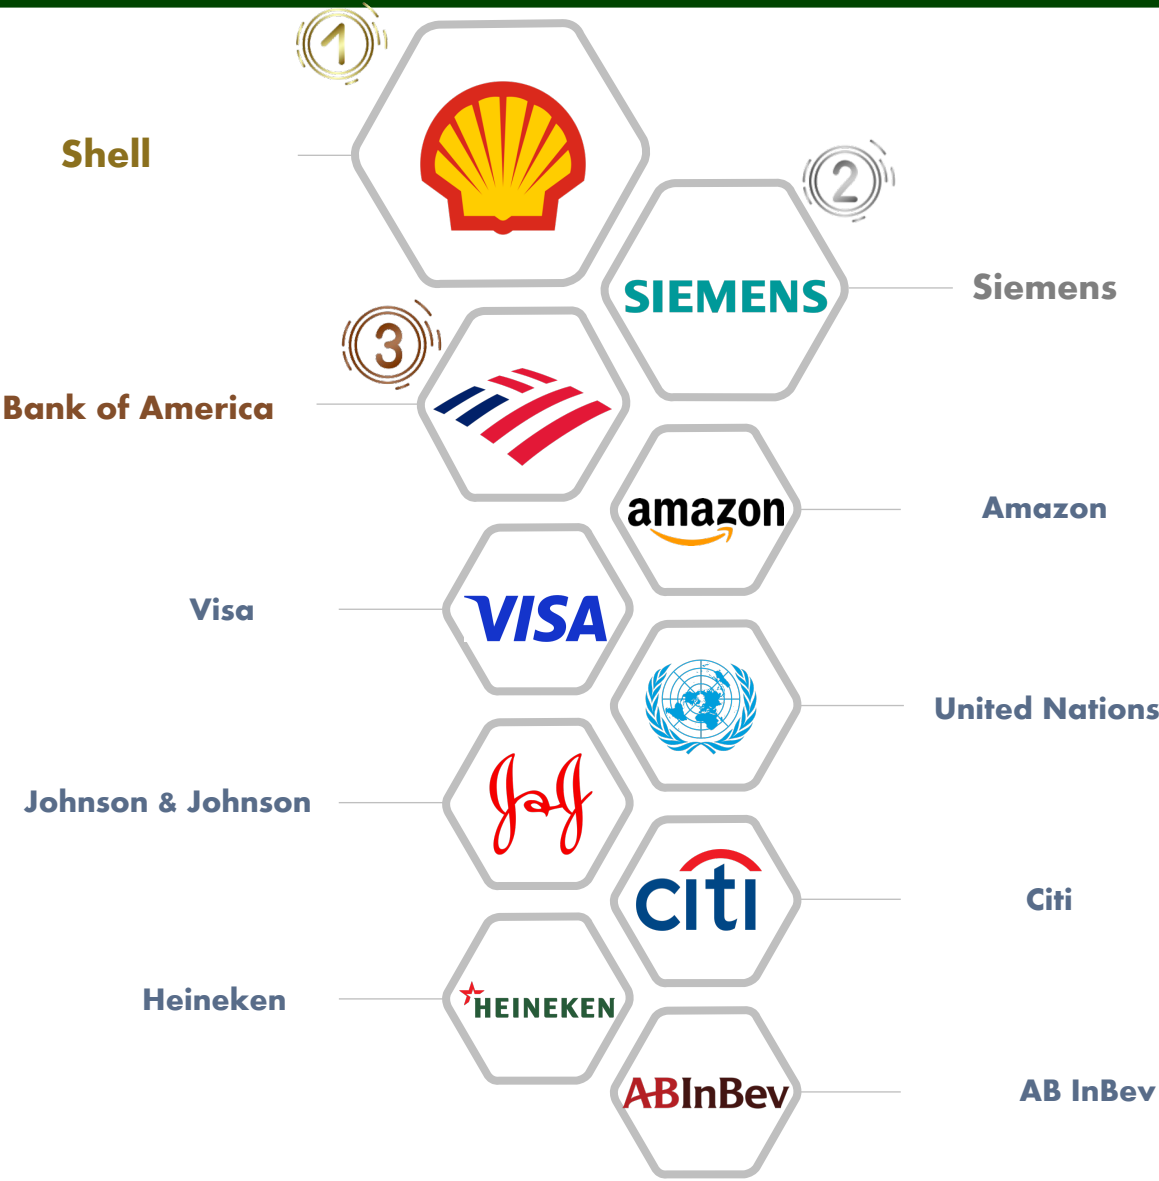 1
Shell
2
SIEMENS
Siemens
3
Bank of America
amazon
Amazon
VISA
Visa
United Nations
J&J
Johnson & Johnson
citi
Citi
HEINEKEN
Heineken
ABInBev
AB InBev